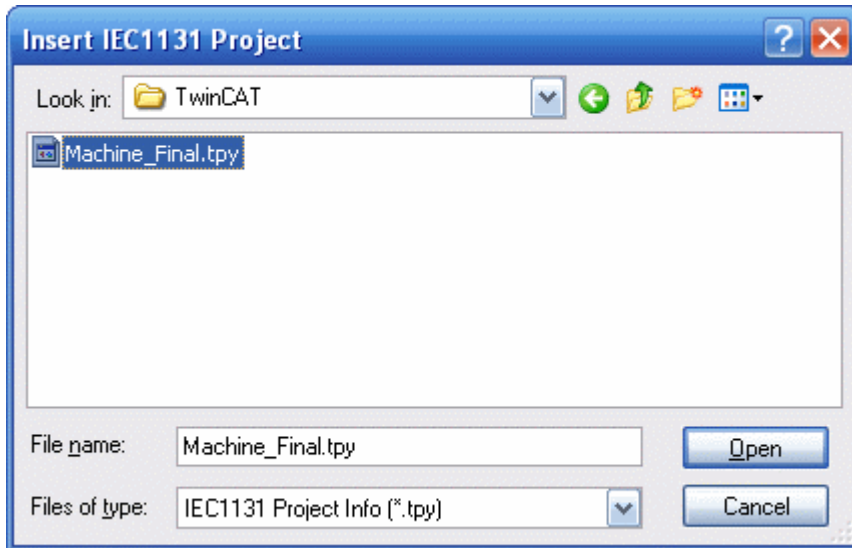 Insert IEC1131 Project
Look in: TwinCAT
Machine_Final.tpy
File name: Machine_Final.tpy Open
Files of type: IEC1131 Project Info (*.tpy) Cancel